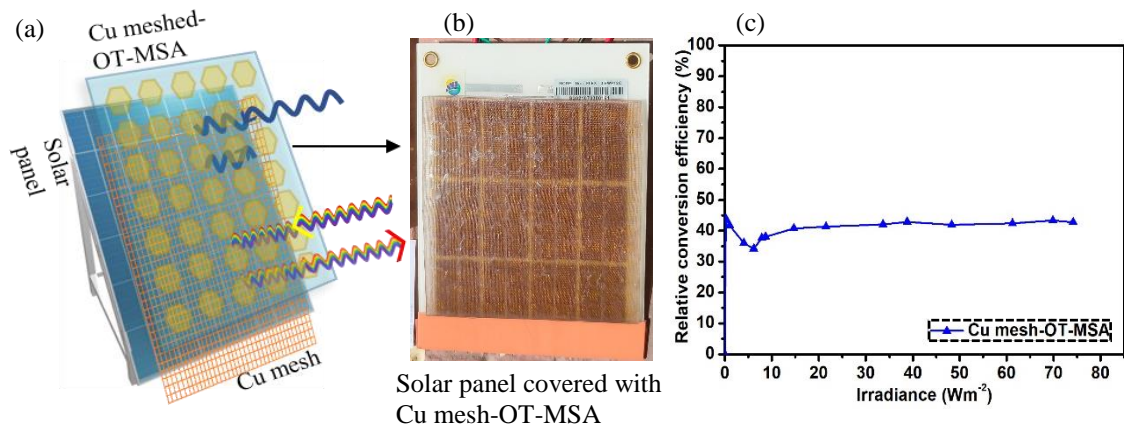 (a)
Cu meshed-
OT-MSA
Solar
panel
Cu mesh
(b)
Solar panel covered with
Cu mesh-OT-MSA
(c)
Relative conversion efficiency (%)
100
90
80
70
60
50
40
30
20
10
0
Cu mesh-OT-MSA
0 10 20 30 40 50 60 70 80
Irradiance (Wm-2)